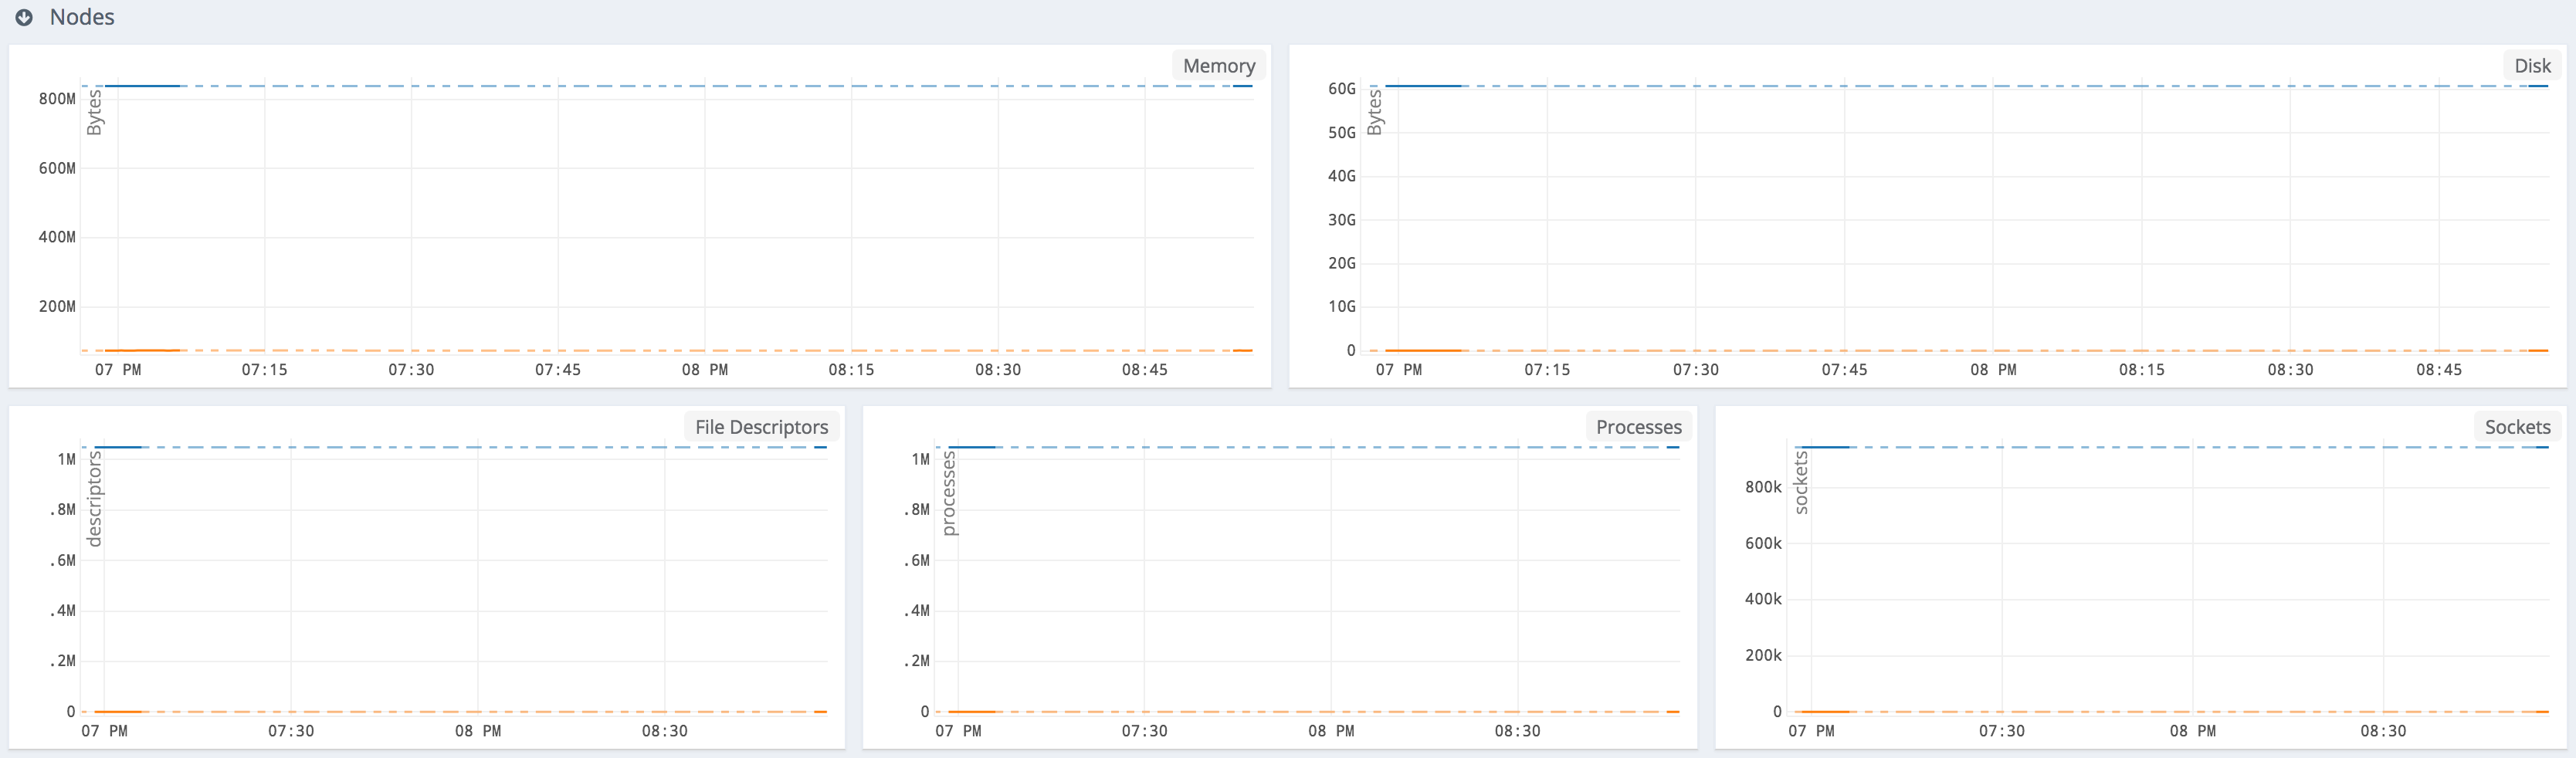 Nodes
Memory
Bytes
800M
600M
400M
200M
07 PM 07:15 07:30 07:45 08 PM 08:15 08:30 08:45
Disk
Bytes
60G
50G
40G
30G
20G
10G
0
07 PM 07:15 07:30 07:45 08 PM 08:15 08:30 08:45
File Descriptors
descriptors
1M
.8M
.6M
.4M
.2M
0
07 PM 07:30 08 PM 08:30
Processes
processes
1M
.8M
.6M
.4M
.2M
0
07 PM 07:30 08 PM 08:30
Sockets
sockets
800k
600k
400k
200k
0
07 PM 07:30 08 PM 08:30